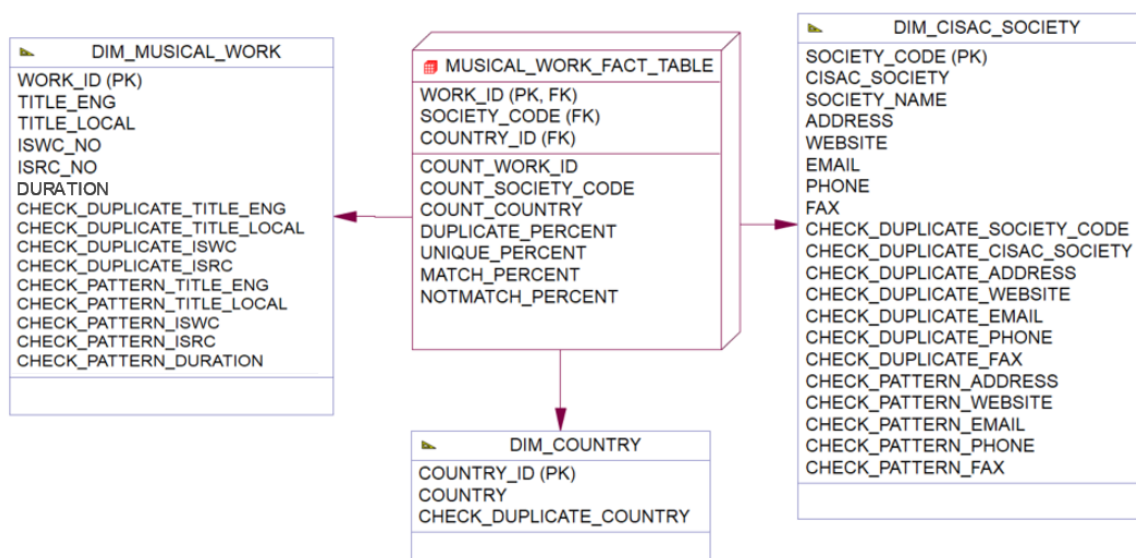 DIM_MUSICAL_WORK
WORK_ID (PK)
TITLE_ENG
TITLE_LOCAL
ISWC_NO
ISRC_NO
DURATION
CHECK_DUPLICATE_TITLE_ENG
CHECK_DUPLICATE_TITLE_LOCAL
CHECK_DUPLICATE_ISWC
CHECK_DUPLICATE_ISRC
CHECK_PATTERN_TITLE_ENG
CHECK_PATTERN_TITLE_LOCAL
CHECK_PATTERN_ISWC
CHECK_PATTERN_ISRC
CHECK_PATTERN_DURATION
MUSICAL_WORK_FACT_TABLE
WORK_ID (PK, FK)
SOCIETY_CODE (FK)
COUNTRY_ID (FK)
COUNT_WORK_ID
COUNT_SOCIETY_CODE
COUNT_COUNTRY
DUPLICATE_PERCENT
UNIQUE_PERCENT
MATCH_PERCENT
NOTMATCH_PERCENT
DIM_CISAC_SOCIETY
SOCIETY_CODE (PK)
CISAC_SOCIETY
SOCIETY_NAME
ADDRESS
WEBSITE
EMAIL
PHONE
FAX
CHECK_DUPLICATE_SOCIETY_CODE
CHECK_DUPLICATE_CISAC_SOCIETY
CHECK_DUPLICATE_ADDRESS
CHECK_DUPLICATE_WEBSITE
CHECK_DUPLICATE_EMAIL
CHECK_DUPLICATE_PHONE
CHECK_DUPLICATE_FAX
CHECK_PATTERN_ADDRESS
CHECK_PATTERN_WEBSITE
CHECK_PATTERN_EMAIL
CHECK_PATTERN_PHONE
CHECK_PATTERN_FAX
DIM_COUNTRY
COUNTRY_ID (PK)
COUNTRY
CHECK_DUPLICATE_COUNTRY